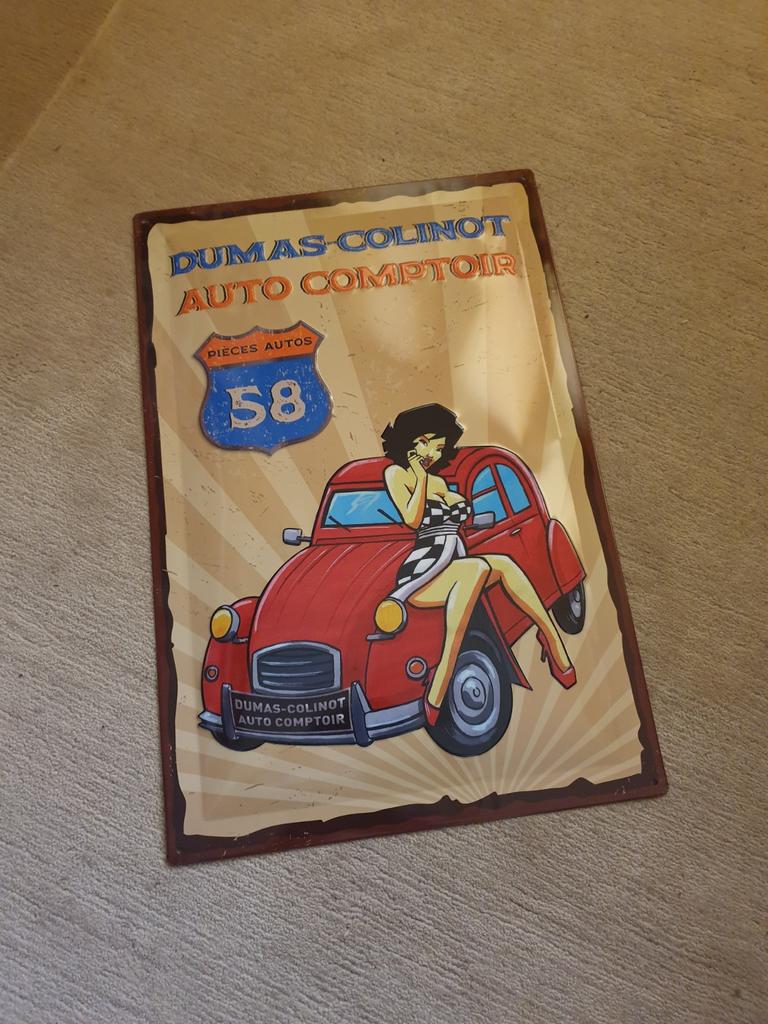 DUMAS-COLINOT
AUTO COMPTOIR
PIECES AUTOS
58
DUMAS-COLINOT
AUTO COMPTOIR